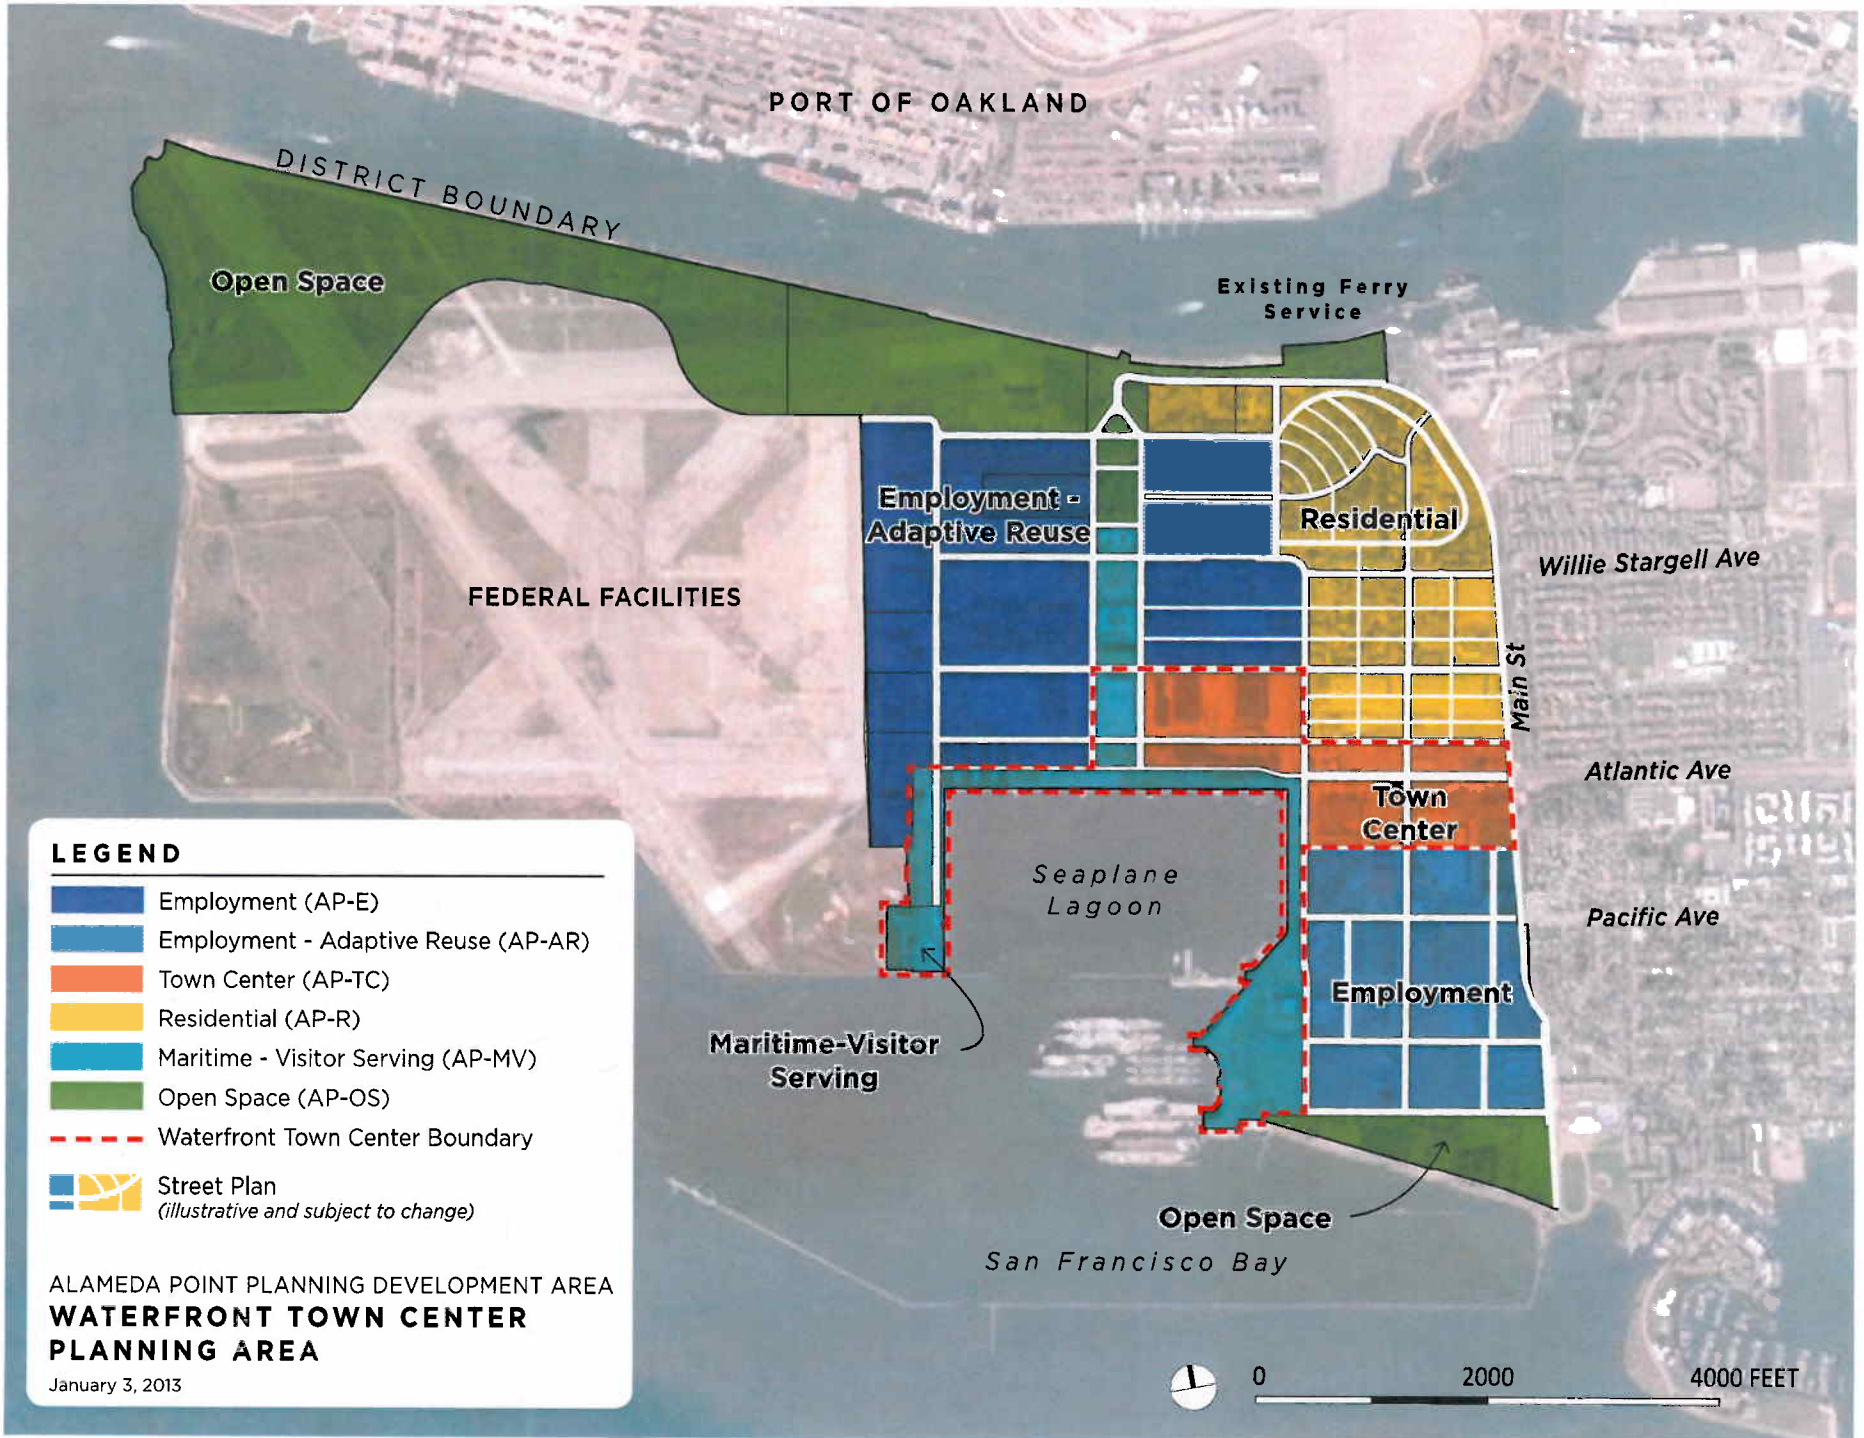 PORT OF OAKLAND
DISTRICT BOUNDARY
Open Space
Existing Ferry
Service
Employment -
Adaptive Reuse
Residential
Willie Stargell Ave
FEDERAL FACILITIES
Main St
Atlantic Ave
Town
Center
Seaplane
Lagoon
Pacific Ave
Employment
Maritime-Visitor
Serving
Open Space
San Francisco Bay
LEGEND
Employment (AP-E)
Employment - Adaptive Reuse (AP-AR)
Town Center (AP-TC)
Residential (AP-R)
Maritime - Visitor Serving (AP-MV)
Open Space (AP-OS)
Waterfront Town Center Boundary
Street Plan
(illustrative and subject to change)
ALAMEDA POINT PLANNING DEVELOPMENT AREA
WATERFRONT TOWN CENTER
PLANNING AREA
January 3, 2013
0 2000 4000 FEET